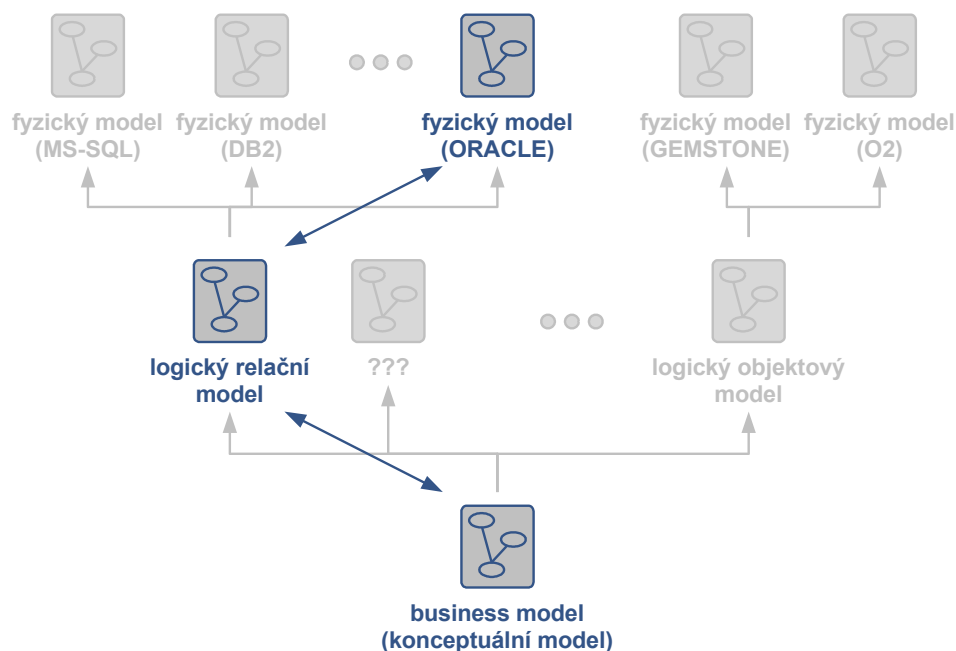 fyzický model
(MS-SQL)
fyzický model
(DB2)
fyzický model
(ORACLE)
fyzický model
(GEMSTONE)
fyzický model
(O2)
logický relační
model
???
logický objektový
model
business model
(konceptuální model)